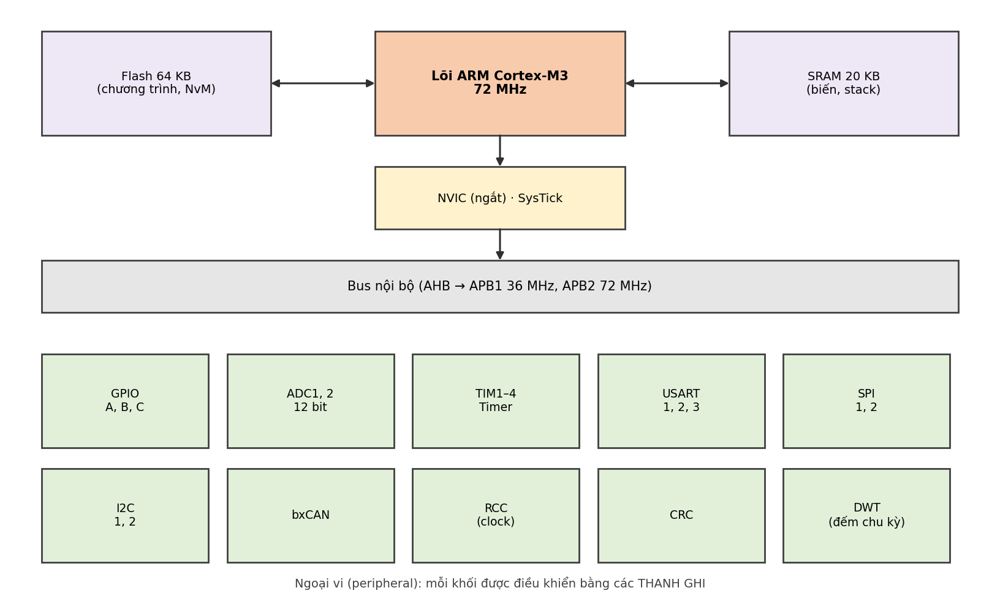 Flash 64 KB
(chương trình, NvM)
Lõi ARM Cortex-M3
72 MHz
SRAM 20 KB
(biến, stack)
NVIC (ngắt) · SysTick
Bus nội bộ (AHB → APB1 36 MHz, APB2 72 MHz)
GPIO
A, B, C
ADC1, 2
12 bit
TIM1–4
Timer
USART
1, 2, 3
SPI
1, 2
I2C
1, 2
bxCAN
RCC
(clock)
CRC
DWT
(đếm chu kỳ)
Ngoại vi (peripheral): mỗi khối được điều khiển bằng các THANH GHI